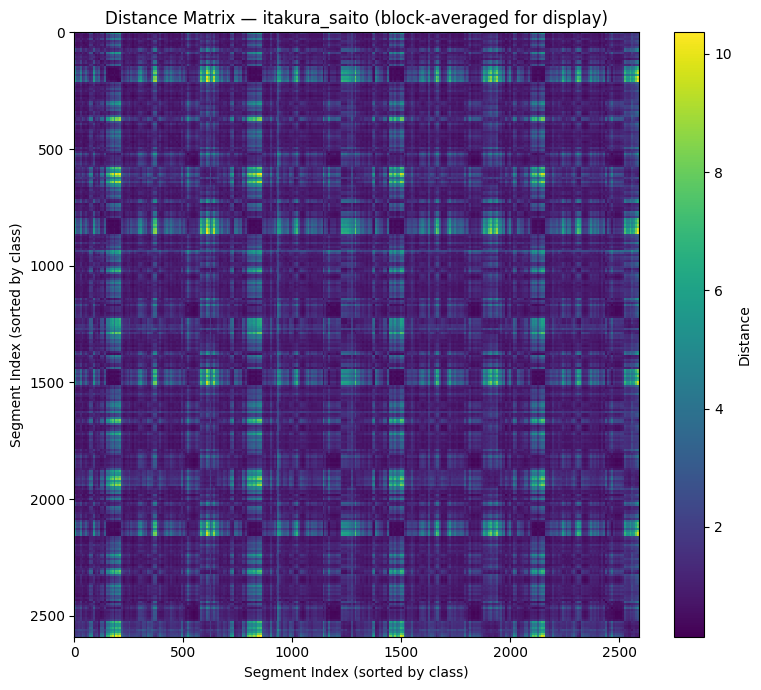 Distance Matrix — itakura_saito (block-averaged for display)
0
500
1000
1500
2000
2500
Segment Index (sorted by class)
0 500 1000 1500 2000 2500
Segment Index (sorted by class)
10
8
6
4
2
Distance